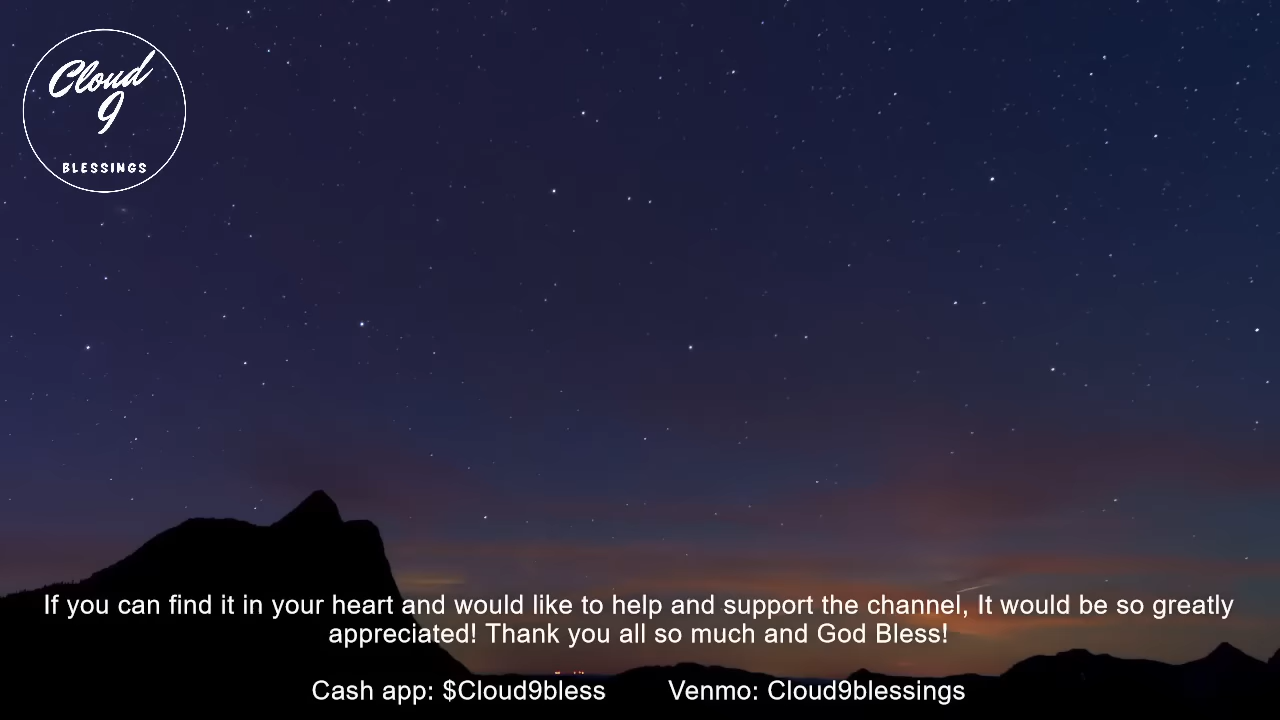 Cloud
9
BLESSINGS
If you can find it in your heart and would like to help and support the channel, It would be so greatly
appreciated! Thank you all so much and God Bless!
Cash app: $Cloud9bless Venmo: Cloud9blessings